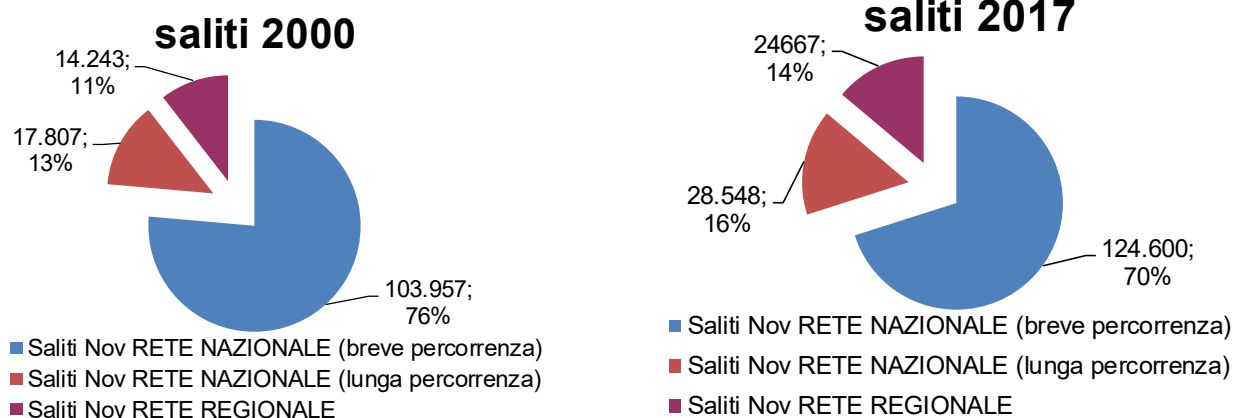 saliti 2000
14.243;
11%
17.807;
13%
103.957;
76%
Saliti Nov RETE NAZIONALE (breve percorrenza)
Saliti Nov RETE NAZIONALE (lunga percorrenza)
Saliti Nov RETE REGIONALE
saliti 2017
24667;
14%
28.548;
16%
124.600;
70%
Saliti Nov RETE NAZIONALE (breve percorrenza)
Saliti Nov RETE NAZIONALE (lunga percorrenza)
Saliti Nov RETE REGIONALE